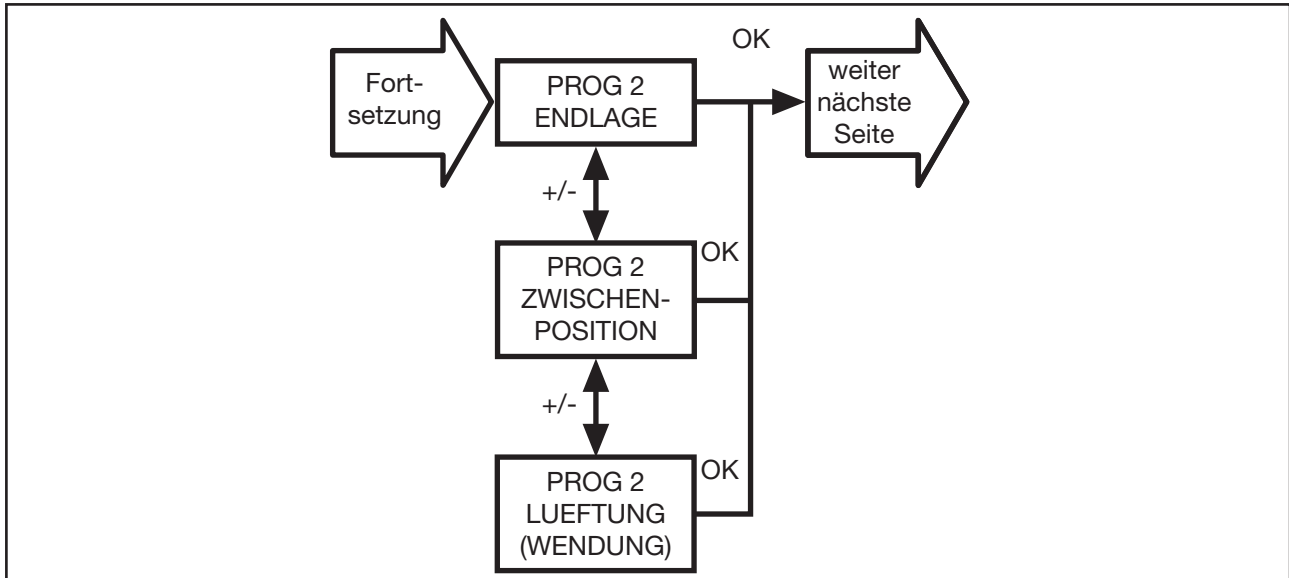 OK
Fort-
setzung
PROG 2
ENDLAGE
weiter
nächste
Seite
+/-
PROG 2
ZWISCHEN-
POSITION
OK
+/-
PROG 2
LUEFTUNG
(WENDUNG)
OK